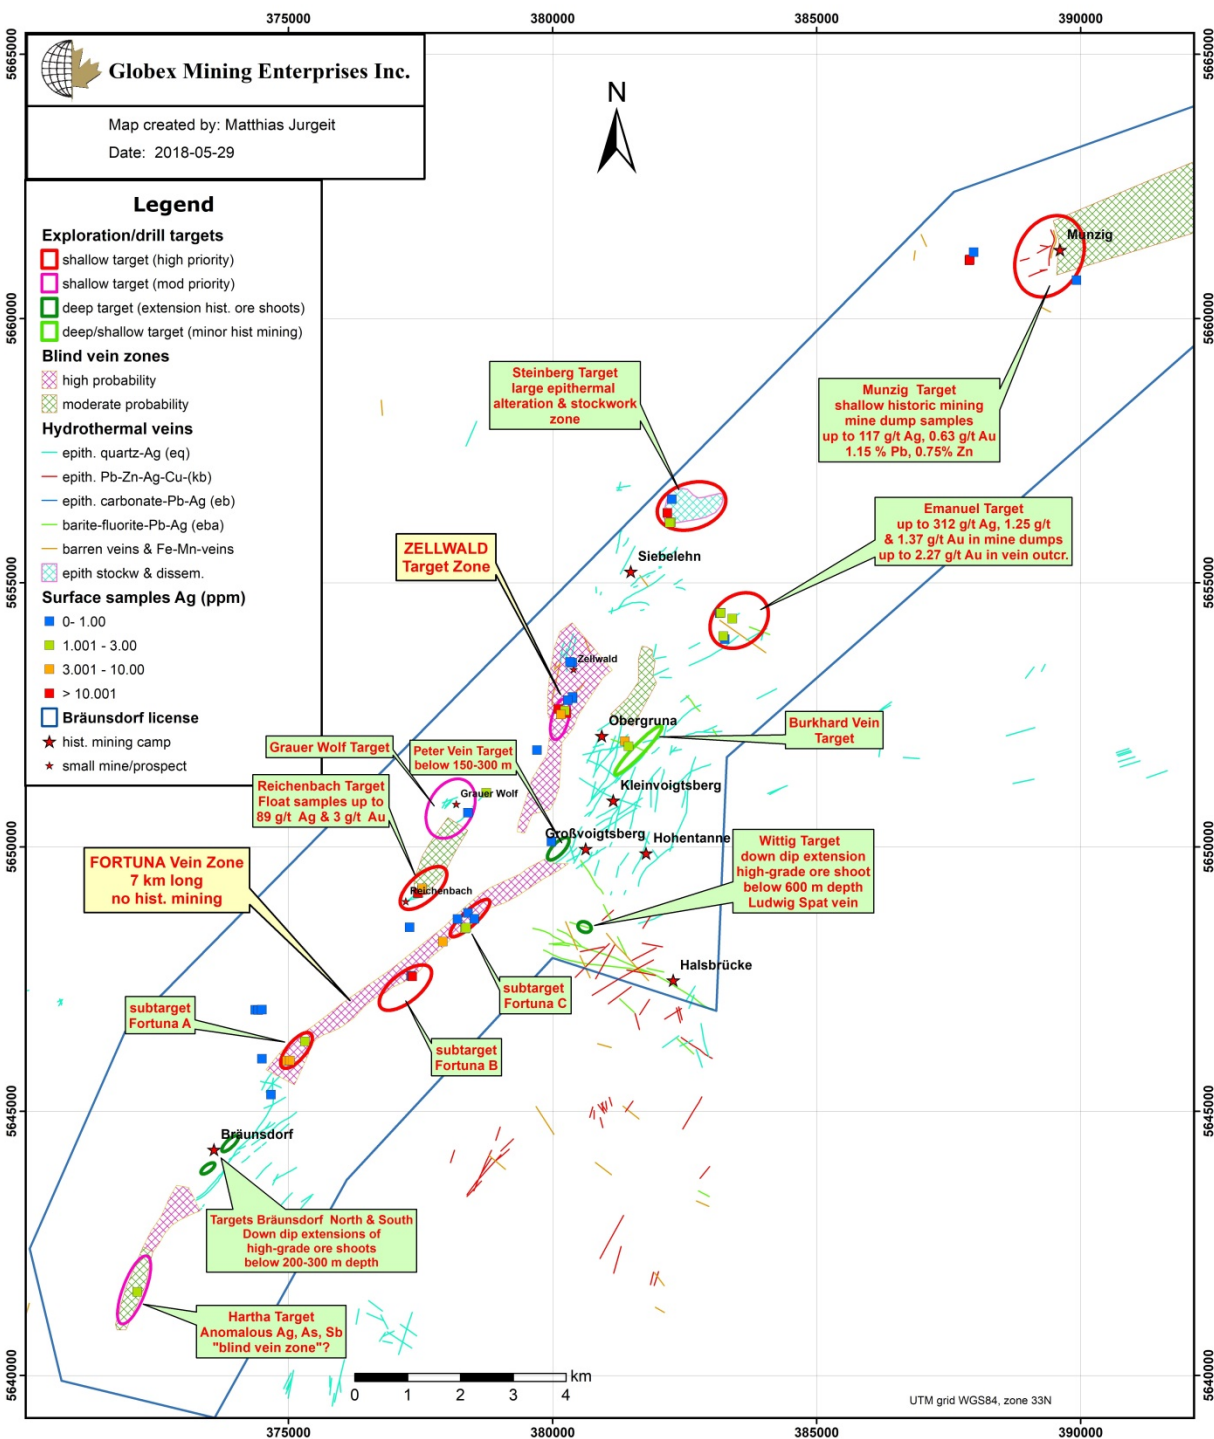 375000
380000
385000
390000
5665000
5665000
Globex Mining Enterprises Inc.
Map created by: Matthias Jurgeit
Date: 2018-05-29
N
Legend
Exploration/drill targets
shallow target (high priority)
shallow target (mod priority)
deep target (extension hist. ore shoots)
deep/shallow target (minor hist mining)
Blind vein zones
high probability
moderate probability
Hydrothermal veins
epith. quartz-Ag (eq)
epith. Pb-Zn-Ag-Cu-(kb)
epith. carbonate-Pb-Ag (eb)
barite-fluorite-Pb-Ag (eba)
barren veins & Fe-Mn-veins
epith stockw & dissem.
Surface samples Ag (ppm)
0- 1.00
1.001 - 3.00
3.001 - 10.00
> 10.001
Bräunsdorf license
hist. mining camp
small mine/prospect
Munzig
5660000
5660000
Steinberg Target
large epithermal
alteration & stockwork
zone
Munzig Target
shallow historic mining
mine dump samples
up to 117 g/t Ag, 0.63 g/t Au
1.15 % Pb, 0.75% Zn
Emanuel Target
up to 312 g/t Ag, 1.25 g/t
& 1.37 g/t Au in mine dumps
up to 2.27 g/t Au in vein outcr.
ZELLWALD
Target Zone
Siebelehn
5655000
5655000
Zellwald
Obergruna
Burkhard Vein
Target
Grauer Wolf Target
Peter Vein Target
below 150-300 m
Reichenbach Target
Float samples up to
89 g/t Ag & 3 g/t Au
Grauer Wolf
Kleinvoigtsberg
Großvoigtsberg
Hohentanne
5650000
5650000
Wittig Target
down dip extension
high-grade ore shoot
below 600 m depth
Ludwig Spat vein
FORTUNA Vein Zone
7 km long
no hist. mining
Reichenbach
Halsbrücke
subtarget
Fortuna C
subtarget
Fortuna A
subtarget
Fortuna B
5645000
5645000
Bräunsdorf
Targets Bräunsdorf North & South
Down dip extensions of
high-grade ore shoots
below 200-300 m depth
Hartha Target
Anomalous Ag, As, Sb
"blind vein zone"?
5640000
5640000
km
0 1 2 3 4
UTM grid WGS84, zone 33N
375000
380000
385000
390000